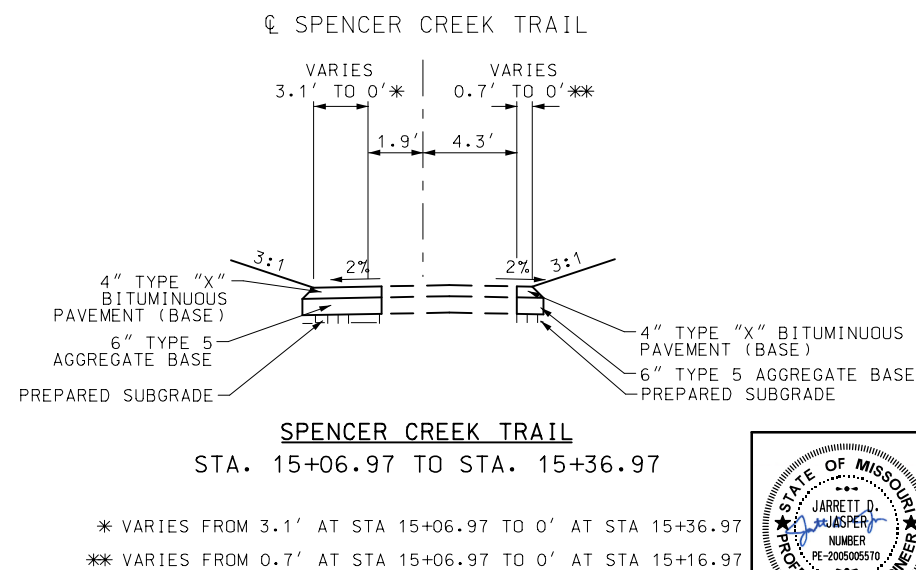 ℄ SPENCER CREEK TRAIL
VARIES
3.1' TO 0'*
VARIES
0.7' TO 0'**
1.9'
4.3'
3:1
2%
2%
3:1
4" TYPE "X"
BITUMINUOUS
PAVEMENT (BASE)
6" TYPE 5
AGGREGATE BASE
PREPARED SUBGRADE
4" TYPE "X" BITUMINUOUS
PAVEMENT (BASE)
6" TYPE 5 AGGREGATE BASE
PREPARED SUBGRADE
SPENCER CREEK TRAIL
STA. 15+06.97 TO STA. 15+36.97
* VARIES FROM 3.1' AT STA 15+06.97 TO 0' AT STA 15+36.97
** VARIES FROM 0.7' AT STA 15+06.97 TO 0' AT STA 15+16.97
STATE OF MISSOURI
JARRETT D.
JASPER
NUMBER
PE-2005005570